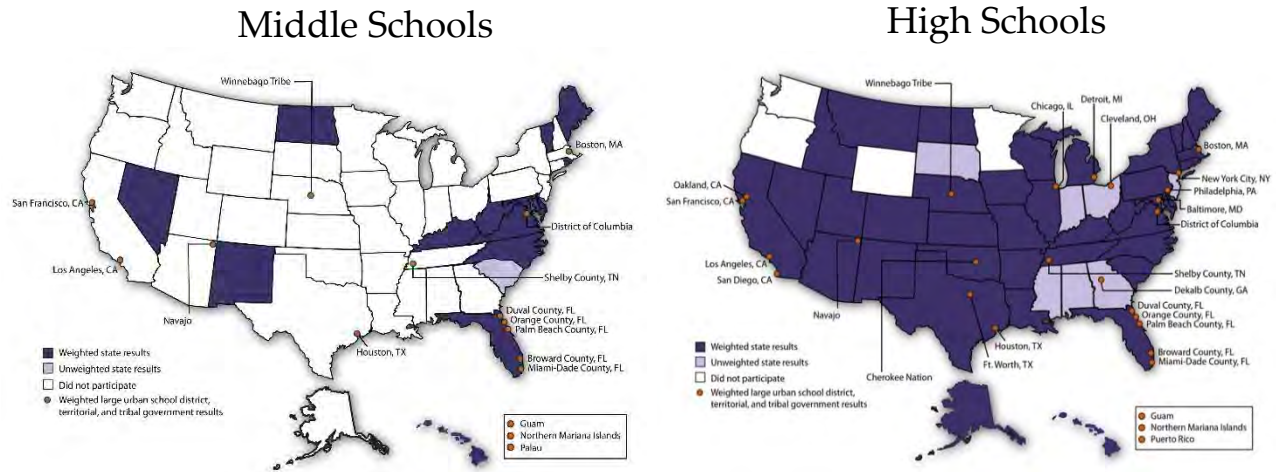 Middle Schools
Winnebago Tribe
Boston, MA
San Francisco, CA
District of Columbia
Los Angeles, CA
Shelby County, TN
Navajo
Duval County, FL
Orange County, FL
Palm Beach County, FL
Houston, TX
Broward County, FL
Miami-Dade County, FL
Weighted state results
Unweighted state results
Did not participate
Weighted large urban school district,
territorial, and tribal government results
Guam
Northern Mariana Islands
Palau
High Schools
Winnebago Tribe
Detroit, MI
Chicago, IL
Cleveland, OH
Boston, MA
New York City, NY
Oakland, CA
Philadelphia, PA
San Francisco, CA
Baltimore, MD
District of Columbia
Los Angeles, CA
Shelby County, TN
San Diego, CA
Dekalb County, GA
Navajo
Duval County, FL
Orange County, FL
Palm Beach County, FL
Houston, TX
Ft. Worth, TX
Broward County, FL
Miami-Dade County, FL
Cherokee Nation
Weighted state results
Unweighted state results
Did not participate
Weighted large urban school district,
territorial, and tribal government results
Guam
Northern Mariana Islands
Puerto Rico